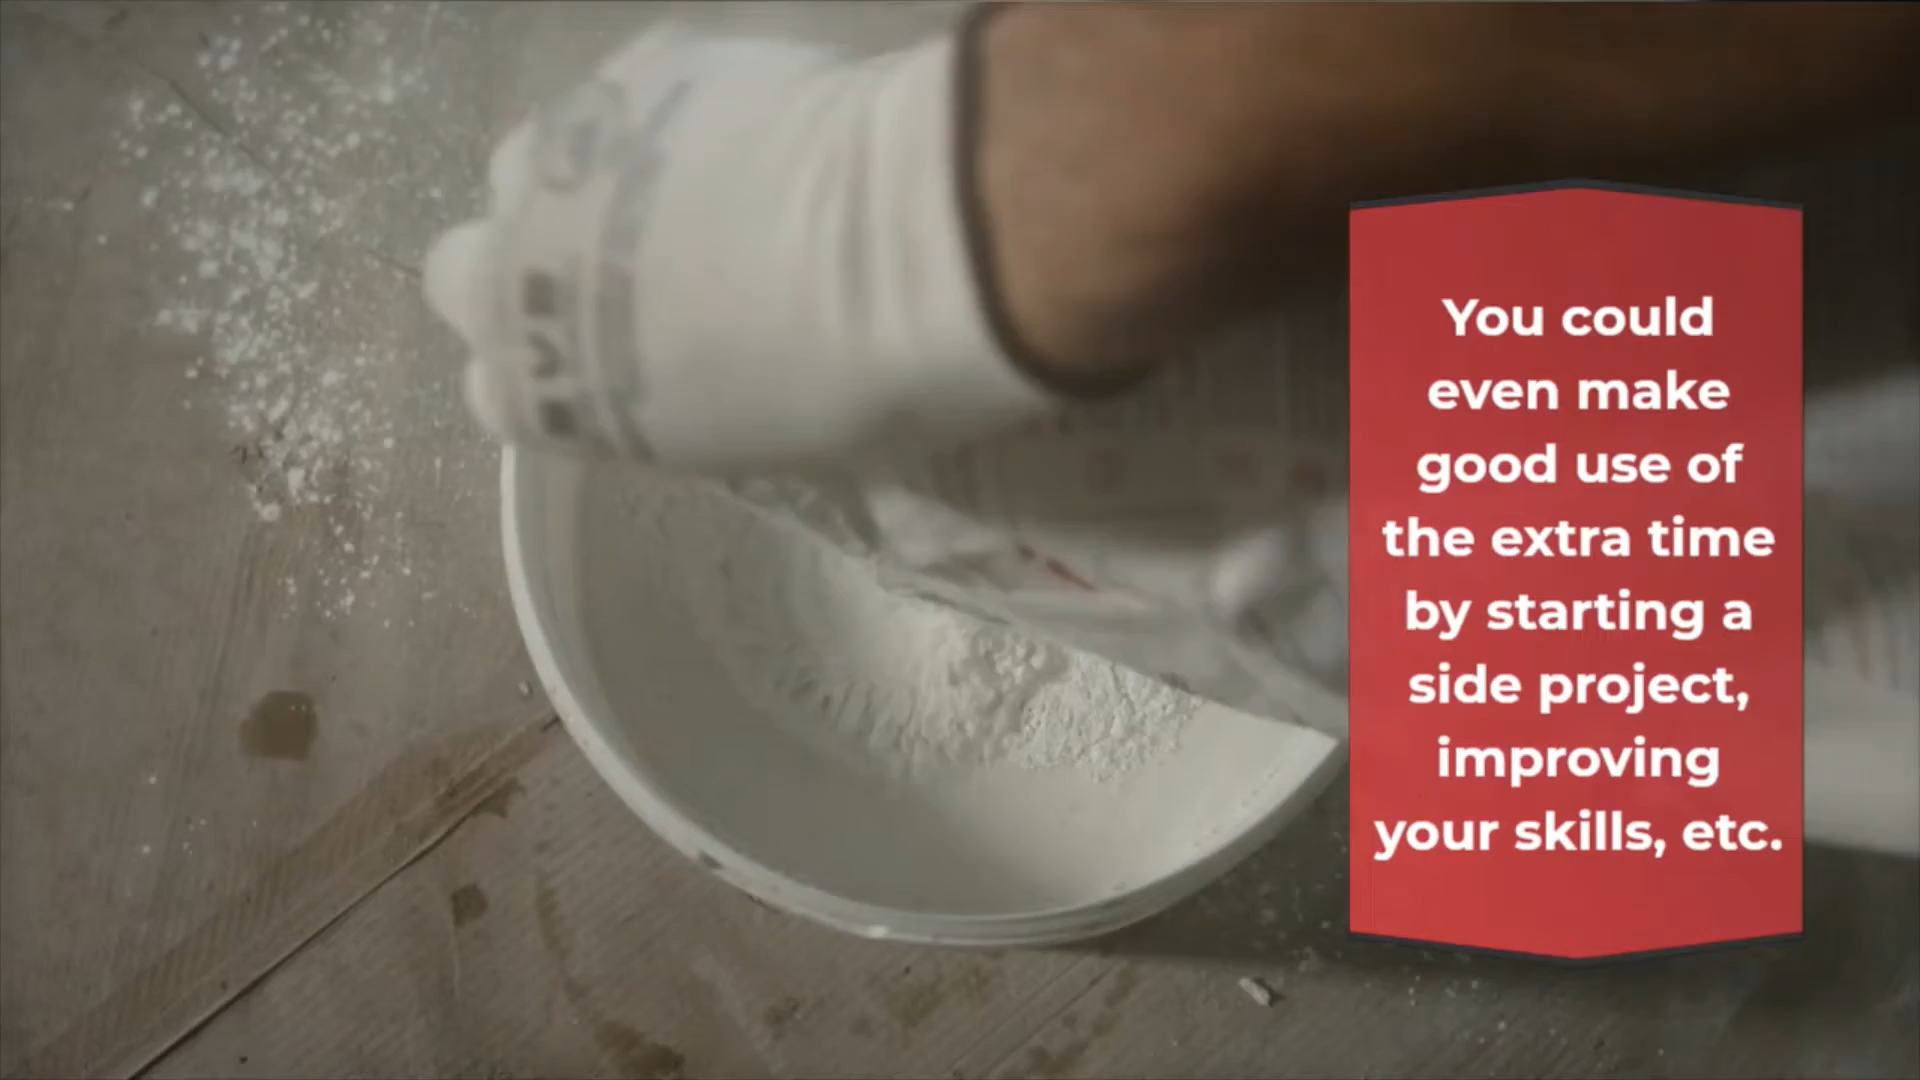 You could
even make
good use of
the extra time
by starting a
side project,
improving
your skills, etc.